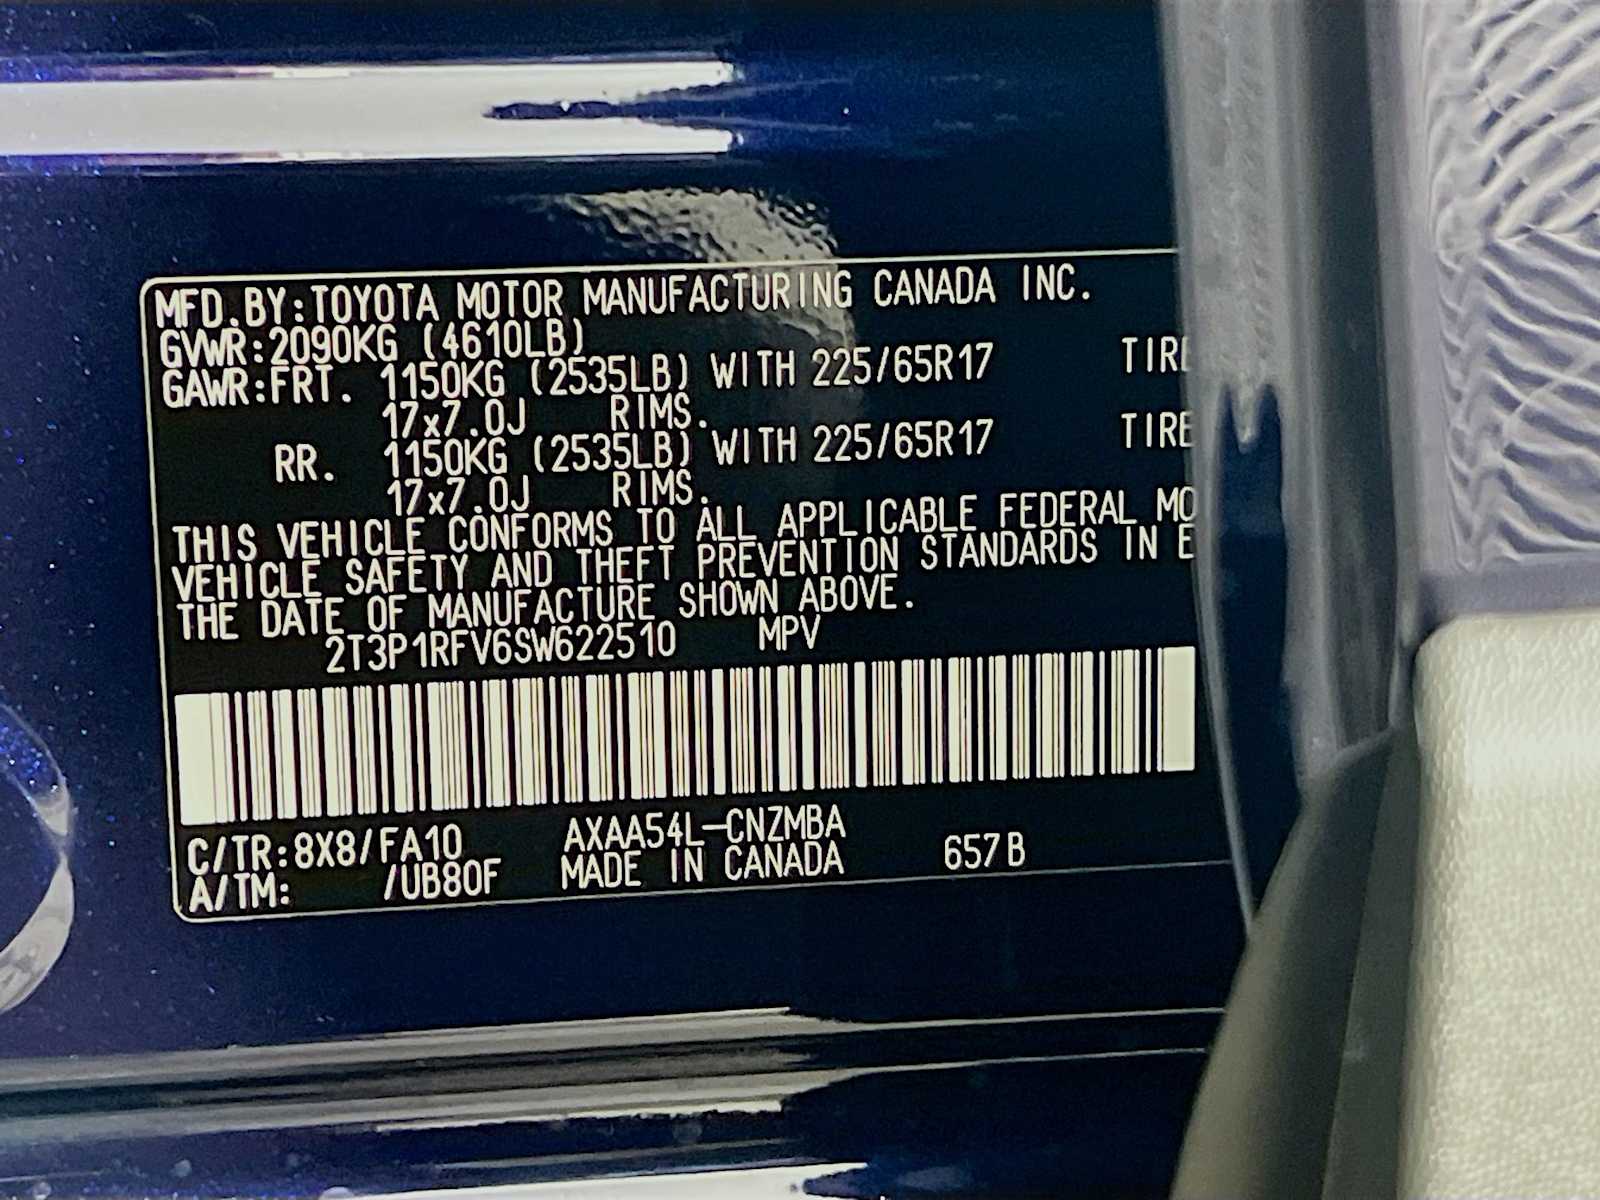 MFD.BY:TOYOTA MOTOR MANUFACTURING CANADA INC.
GVWR:2090KG (4610LB)
GAWR:FRT. 1150KG (2535LB) WITH 225/65R17 TIRE
17x7.0J RIMS.
RR. 1150KG (2535LB) WITH 225/65R17 TIRE
17x7.0J RIMS.
THIS VEHICLE CONFORMS TO ALL APPLICABLE FEDERAL MO
VEHICLE SAFETY AND THEFT PREVENTION STANDARDS IN E
THE DATE OF MANUFACTURE SHOWN ABOVE.
2T3P1RFV6SW622510 MPV
C/TR:8X8/FA10 AXAA54L-CNZMBA
A/TM: /UB80F MADE IN CANADA 657B